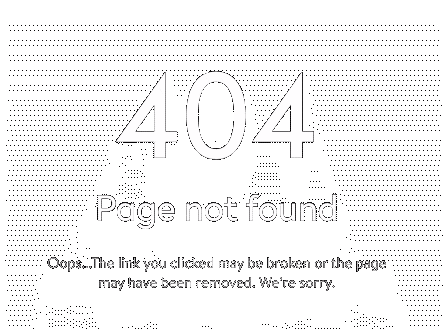 404
Page not found
Oops...The link you clicked may be broken or the page
may have been removed. We're sorry.